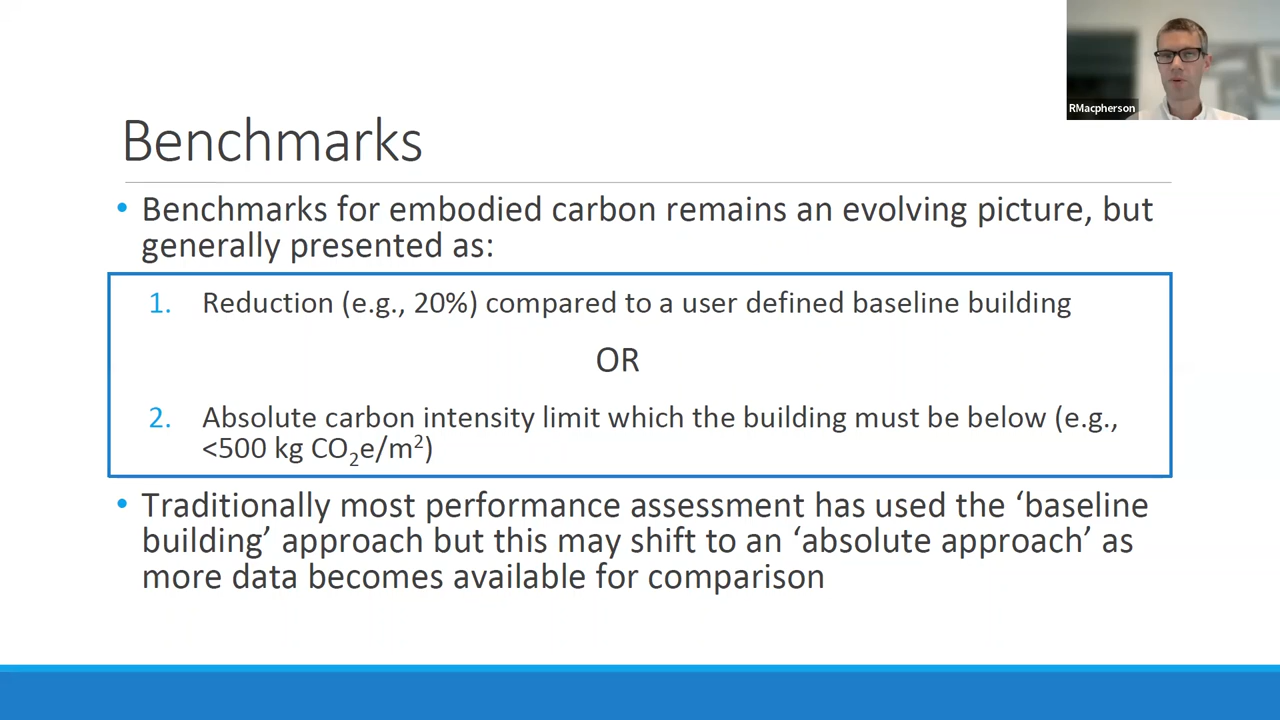 RMacpherson
Benchmarks
• Benchmarks for embodied carbon remains an evolving picture, but
generally presented as:
1. Reduction (e.g., 20%) compared to a user defined baseline building
OR
2. Absolute carbon intensity limit which the building must be below (e.g.,
<500 kg CO₂e/m²)
• Traditionally most performance assessment has used the ‘baseline
building’ approach but this may shift to an ‘absolute approach’ as
more data becomes available for comparison